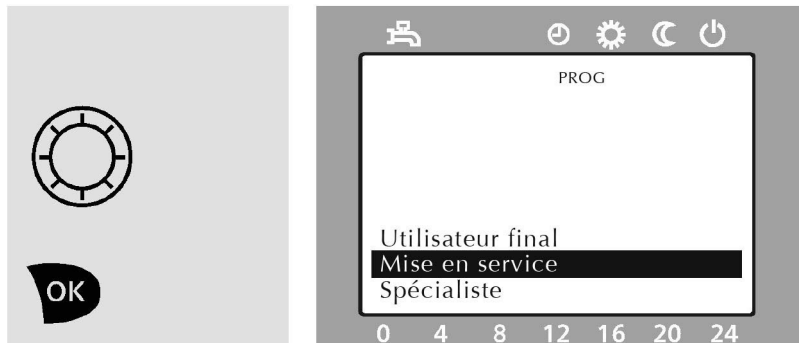 OK
PROG
Utilisateur final
Mise en service
Spécialiste
0 4 8 12 16 20 24